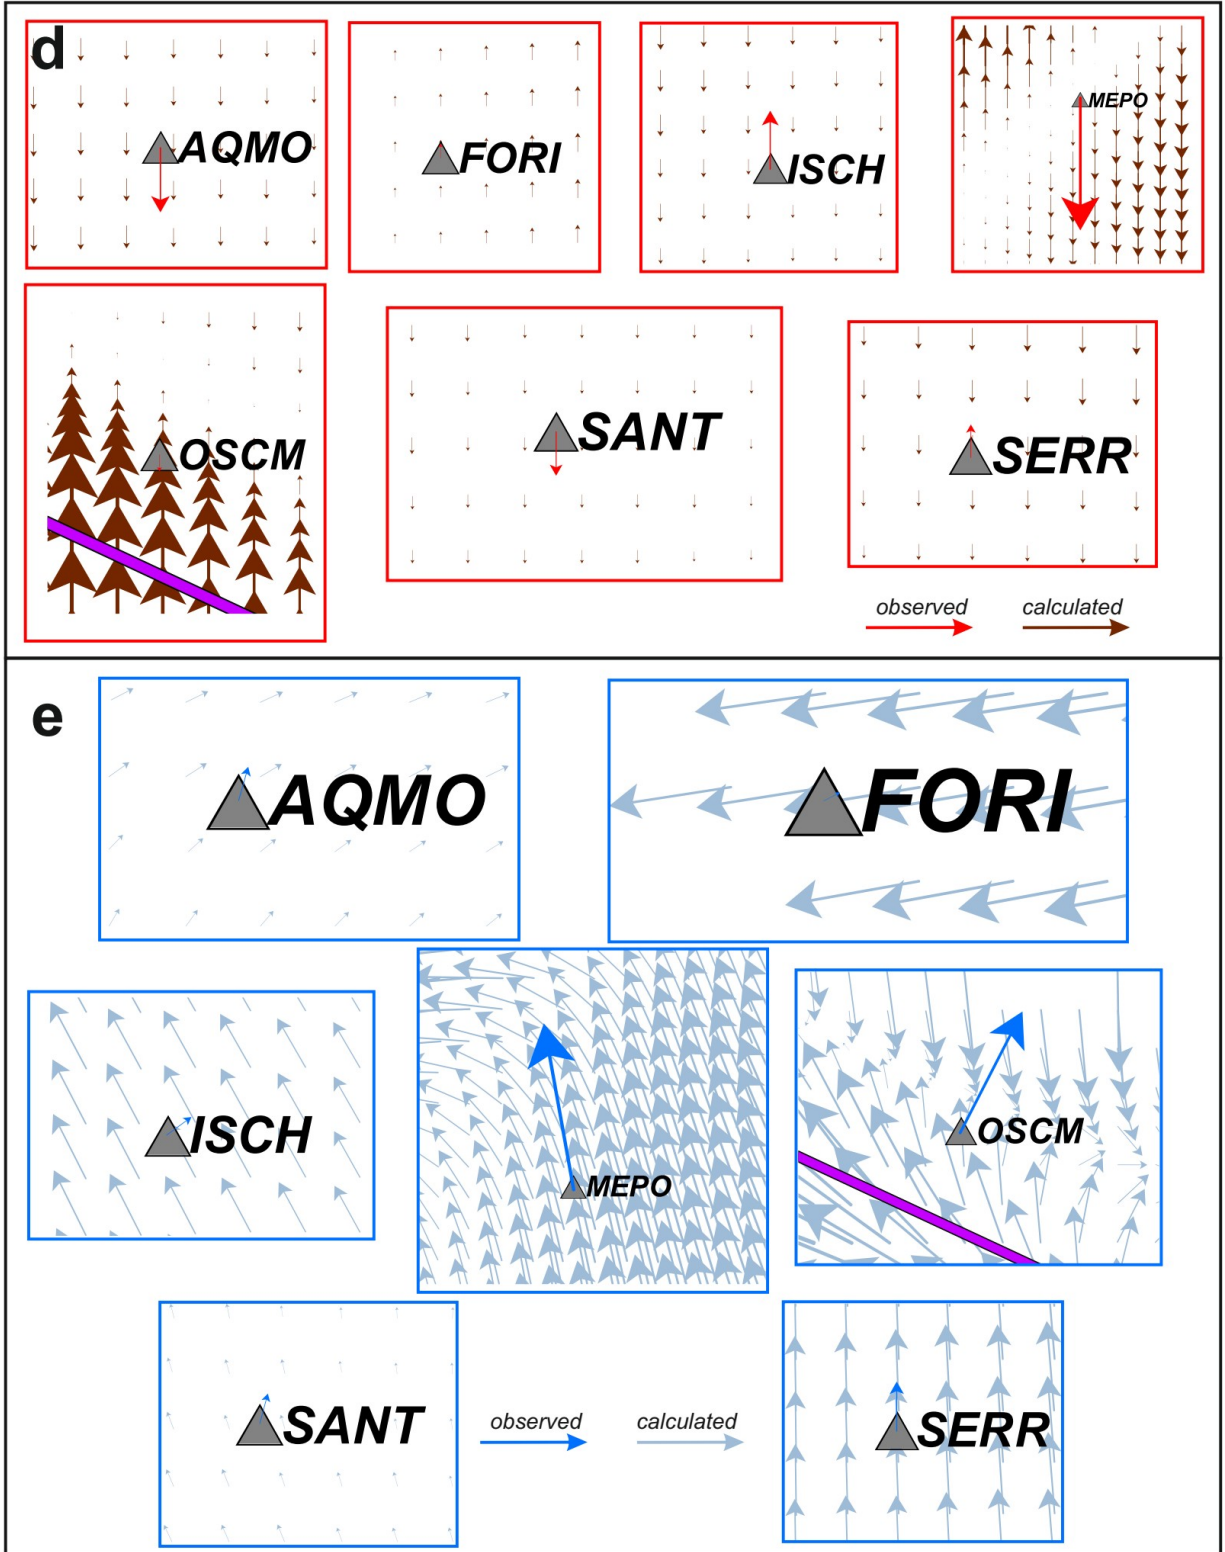 d
AQMO
FORI
ISCH
MEPO
OSCM
SANT
SERR
observed calculated
e
AQMO
FORI
ISCH
MEPO
OSCM
SANT
observed calculated
SERR